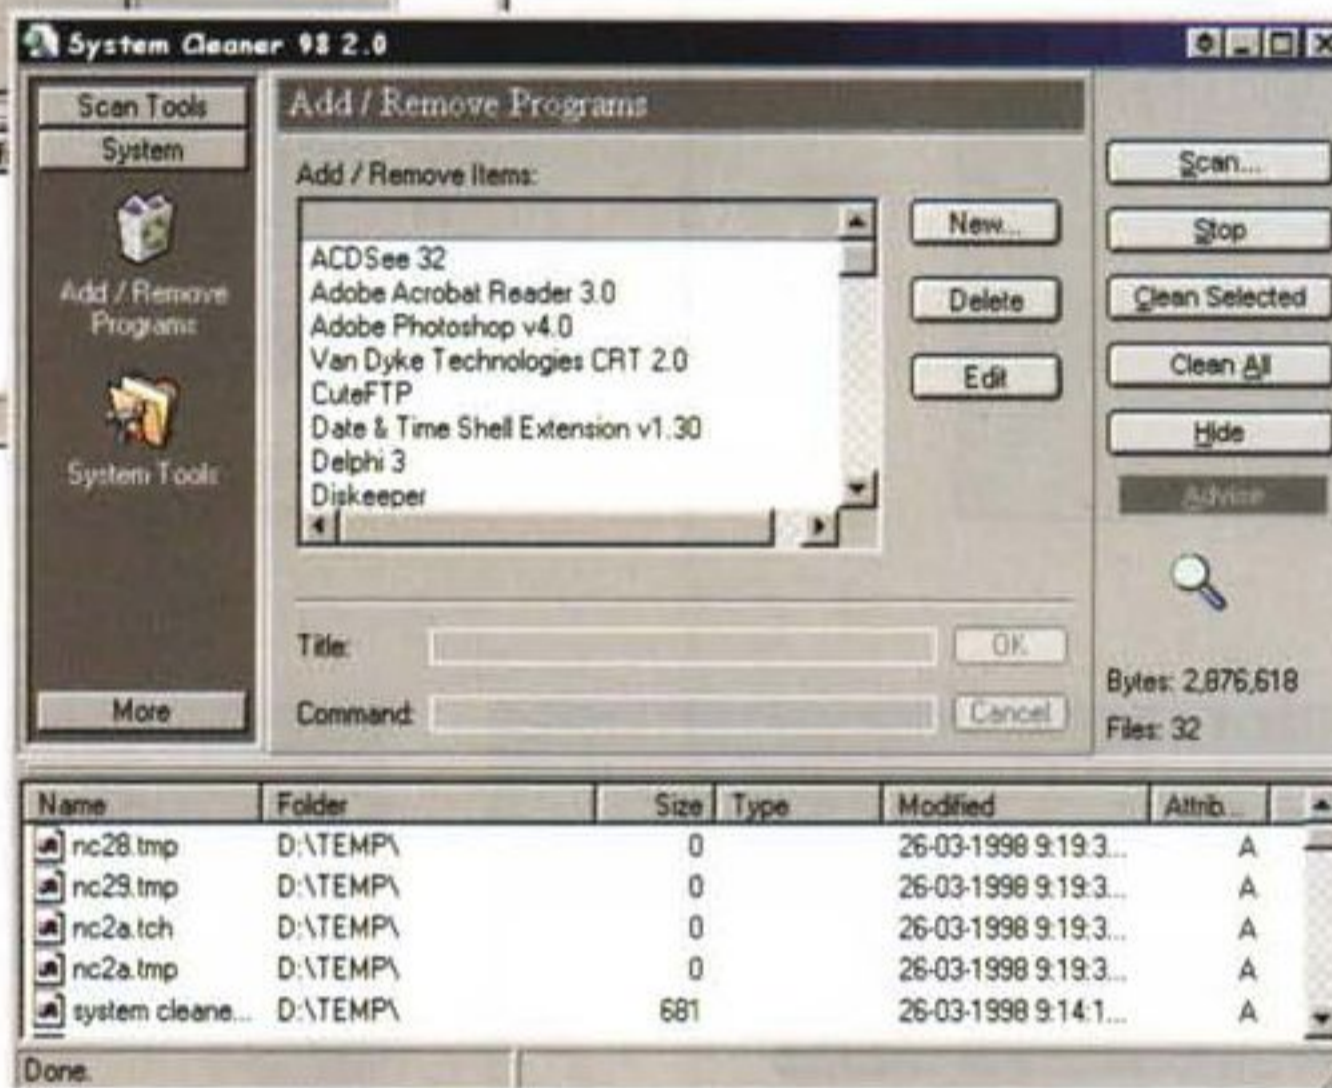 System Cleaner 98 2.0
Scan Tools
System
Add / Remove
Programs
System Tools
More
Add / Remove Programs
Add / Remove Items:
ACDSee 32
Adobe Acrobat Reader 3.0
Adobe Photoshop v4.0
Van Dyke Technologies CRT 2.0
CuteFTP
Date & Time Shell Extension v1.30
Delphi 3
Diskeeper
New...
Delete
Edit
Title:
OK
Command:
Cancel
Scan...
Stop
Clean Selected
Clean All
Hide
Advise
Bytes: 2,876,618
Files: 32
Name Folder Size Type Modified Attrib...
nc28.tmp D:\TEMP\ 0 26-03-1998 9:19:3... A
nc29.tmp D:\TEMP\ 0 26-03-1998 9:19:3... A
nc2a.tch D:\TEMP\ 0 26-03-1998 9:19:3... A
nc2a.tmp D:\TEMP\ 0 26-03-1998 9:19:3... A
system cleane... D:\TEMP\ 681 26-03-1998 9:14:1... A
Done.